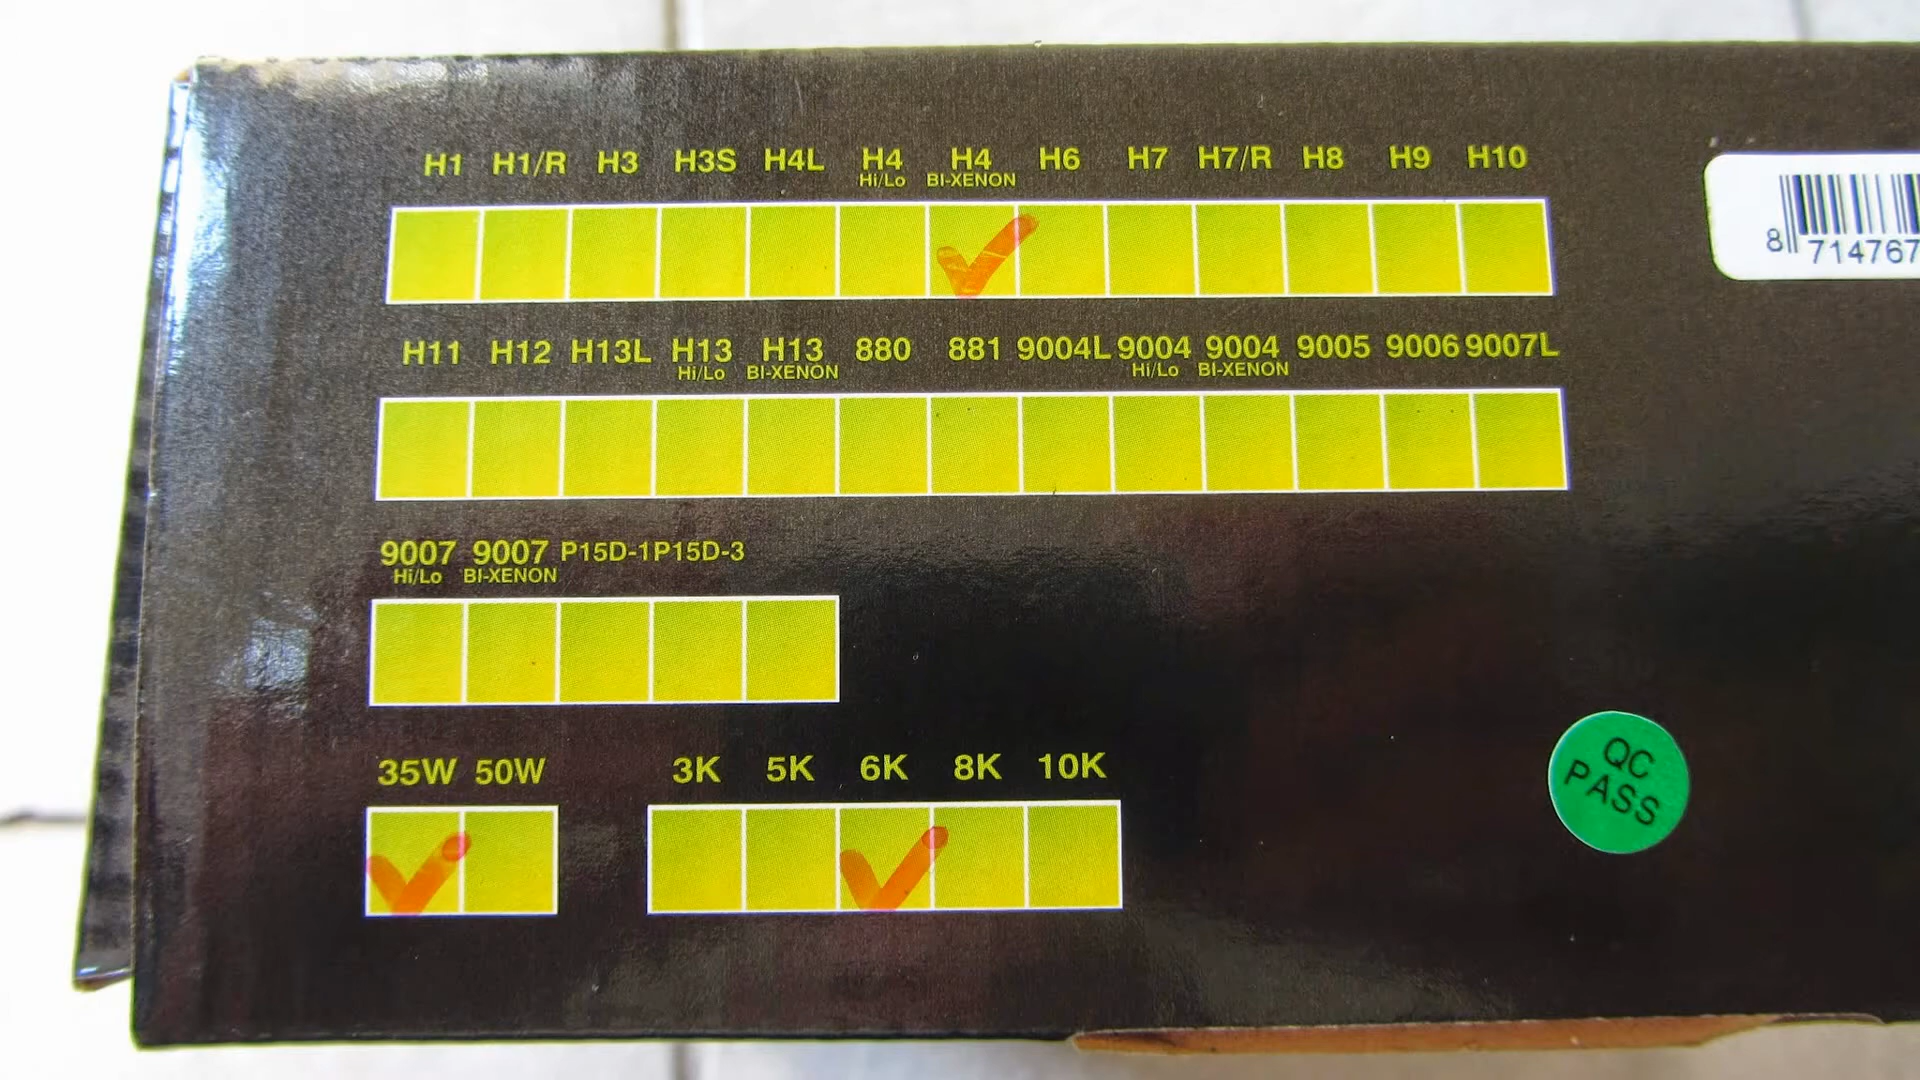 H1 H1/R H3 H3S H4L H4 H4 H6 H7 H7/R H8 H9 H10
Hi/Lo BI-XENON
8 714767
H11 H12 H13L H13 H13 880 881 9004L 9004 9004 9005 9006 9007L
Hi/Lo BI-XENON Hi/Lo BI-XENON
9007 9007 P15D-1 P15D-3
Hi/Lo BI-XENON
35W 50W 3K 5K 6K 8K 10K
QC
PASS